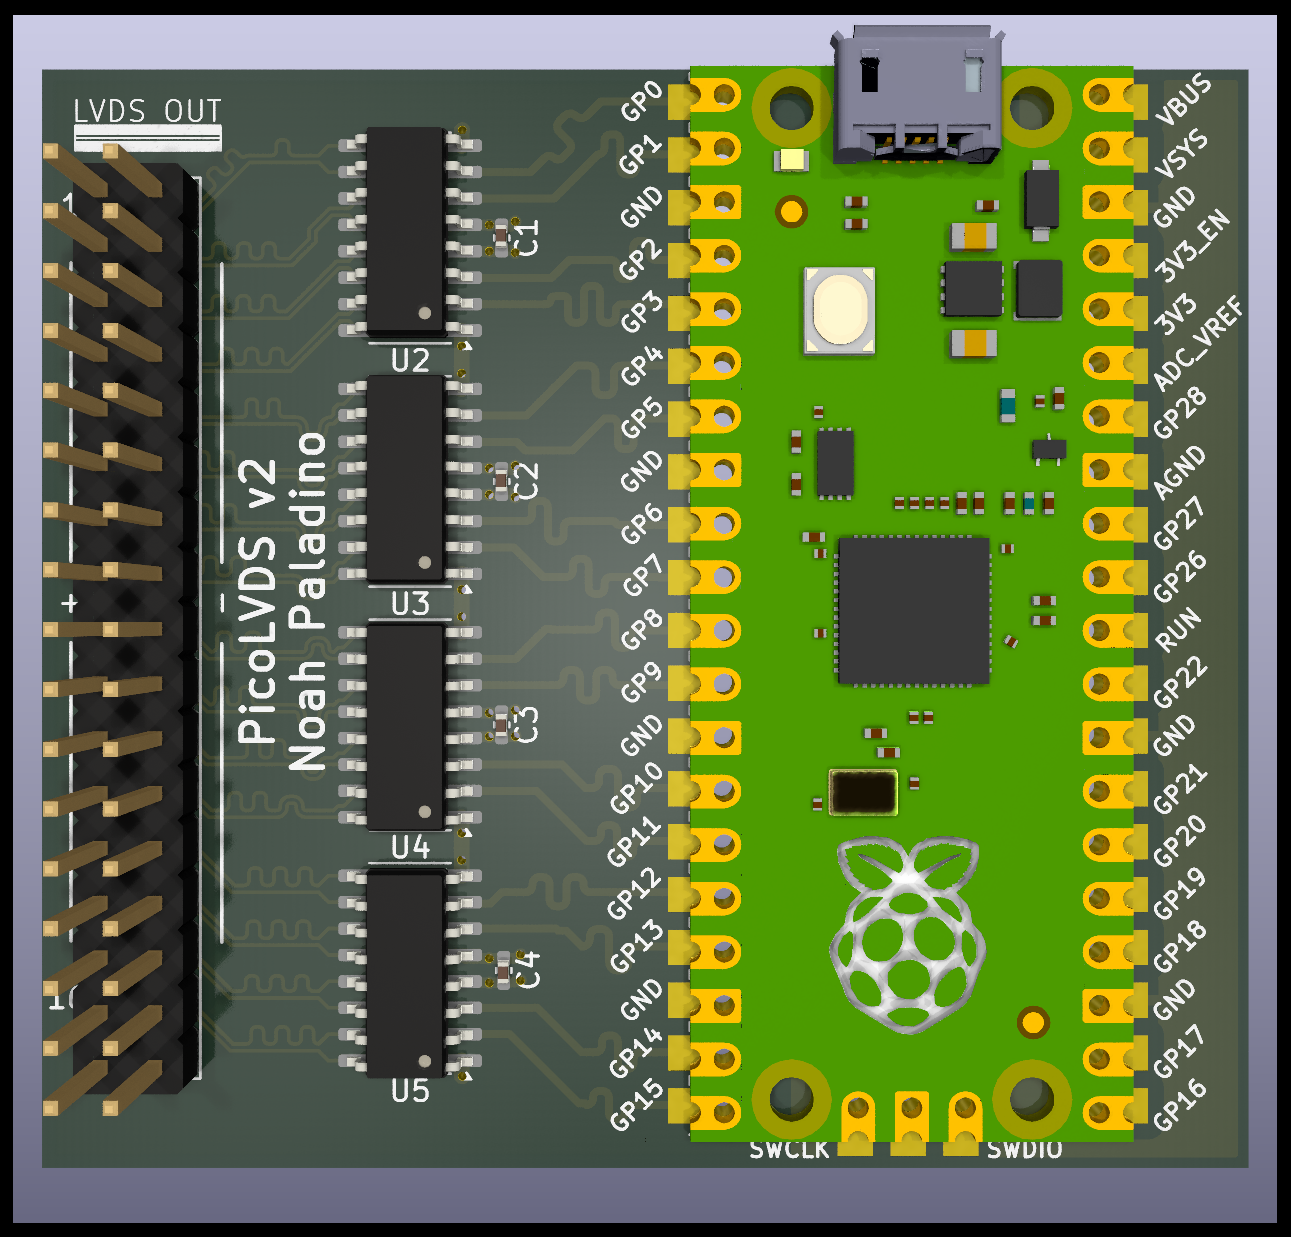 LVDS OUT
1
+
-
16
PicoLVDS v2
Noah Paladino
U2
U3
U4
U5
C1
C2
C3
C4
GP0
GP1
GND
GP2
GP3
GP4
GP5
GND
GP6
GP7
GP8
GP9
GND
GP10
GP11
GP12
GP13
GND
GP14
GP15
VBUS
VSYS
GND
3V3_EN
3V3
ADC_VREF
GP28
AGND
GP27
GP26
RUN
GP22
GND
GP21
GP20
GP19
GP18
GND
GP17
GP16
SWCLK
SWDIO